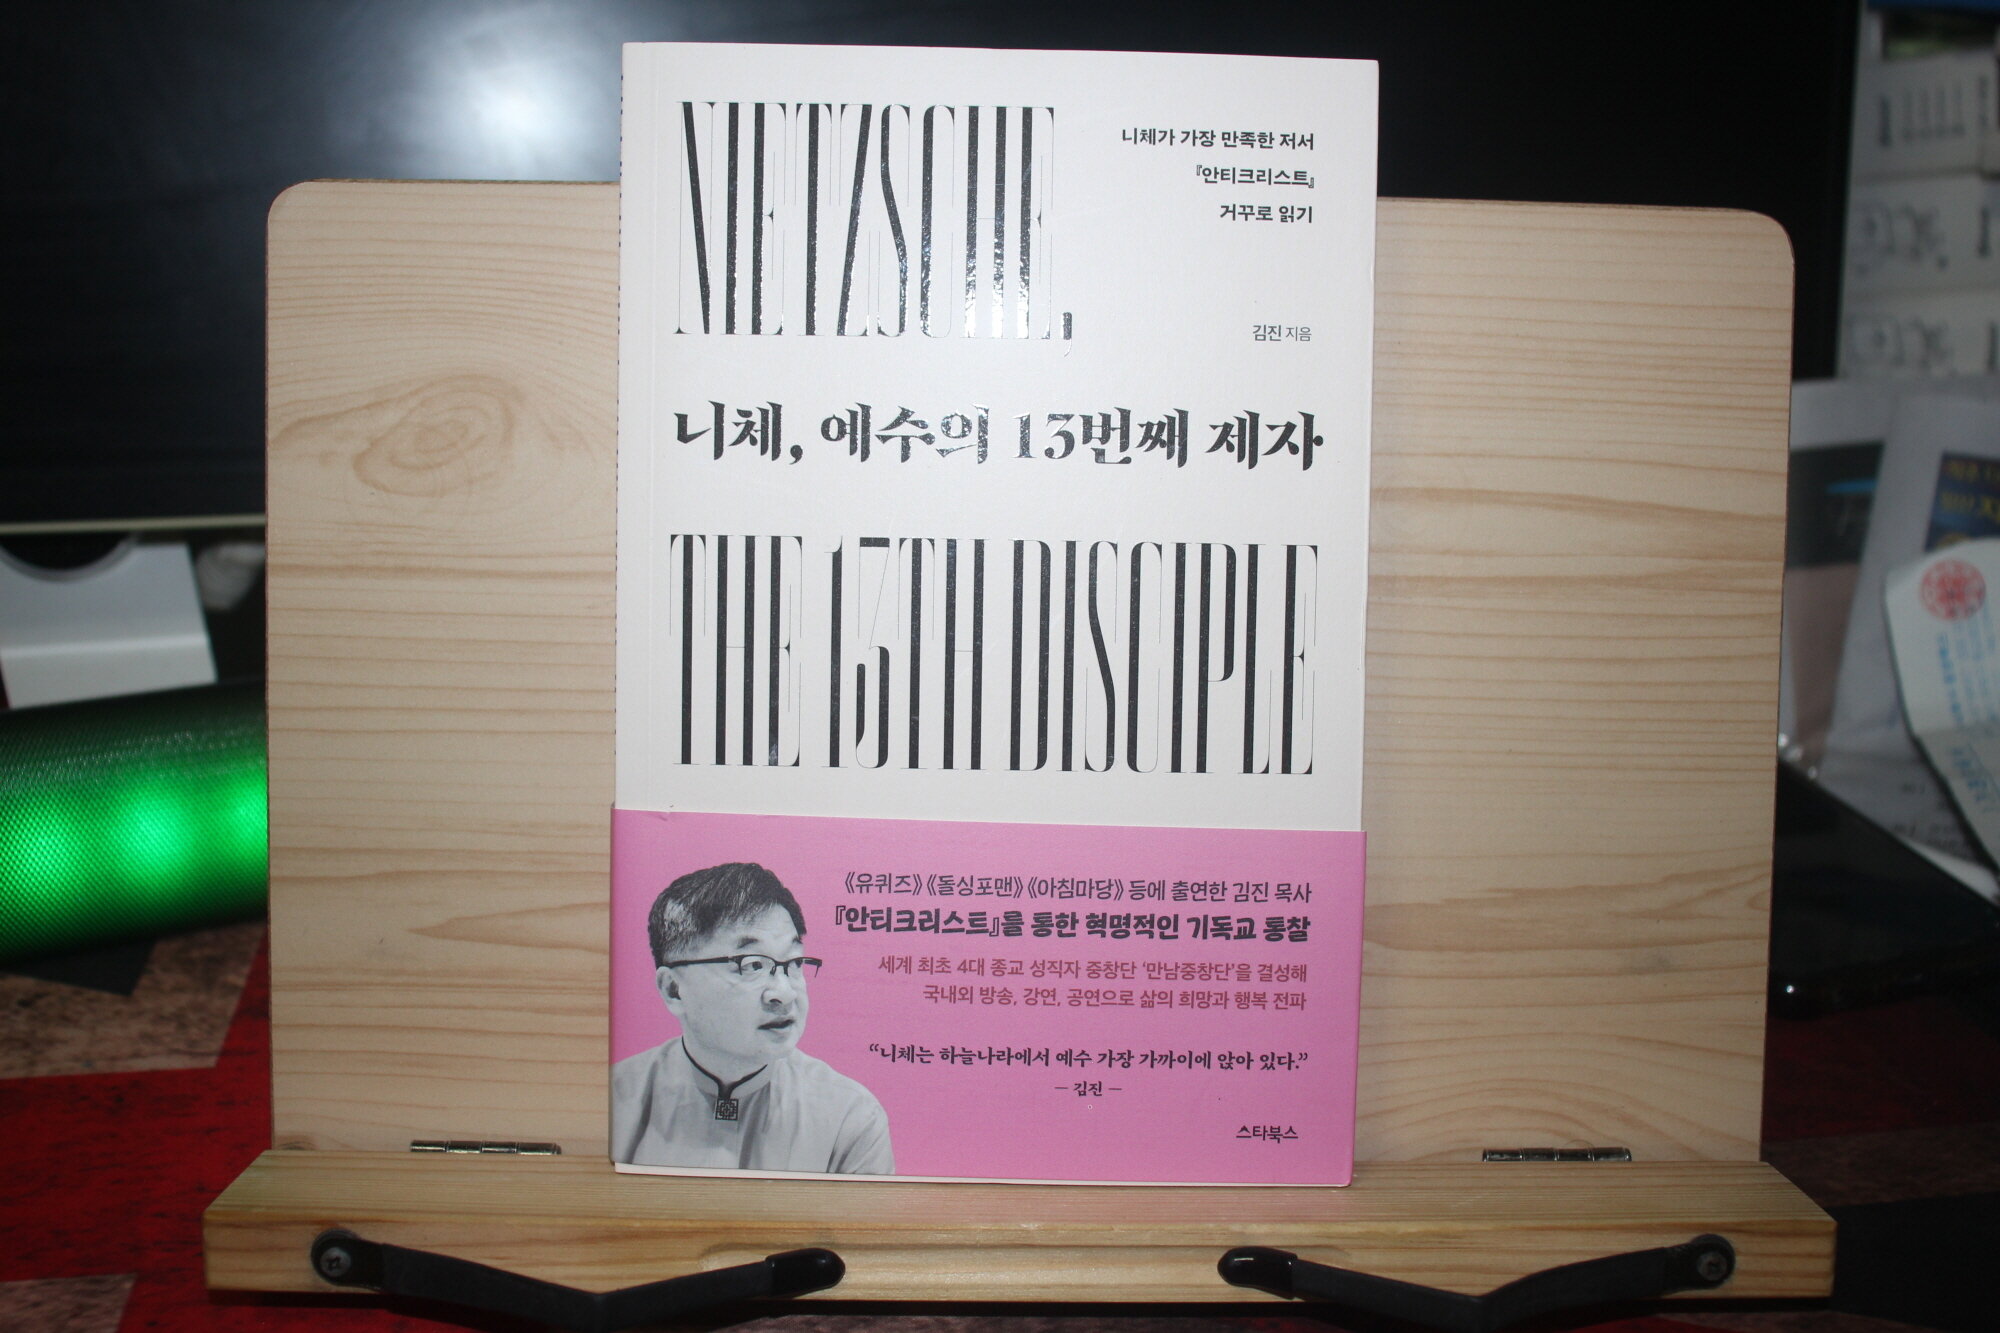 NIETZSCHE,
니체가 가장 만족한 저서
『안티크리스트』
거꾸로 읽기
김진 지음
니체, 예수의 13번째 제자
THE 13TH DISCIPLE
《유퀴즈》《돌싱포맨》《아침마당》 등에 출연한 김진 목사
『안티크리스트』를 통한 혁명적인 기독교 통찰
세계 최초 4대 종교 성직자 중창단 '만남중창단'을 결성해
국내외 방송, 강연, 공연으로 삶의 희망과 행복 전파
“니체는 하늘나라에서 예수 가장 가까이에 앉아 있다.”
– 김진 –
스타북스